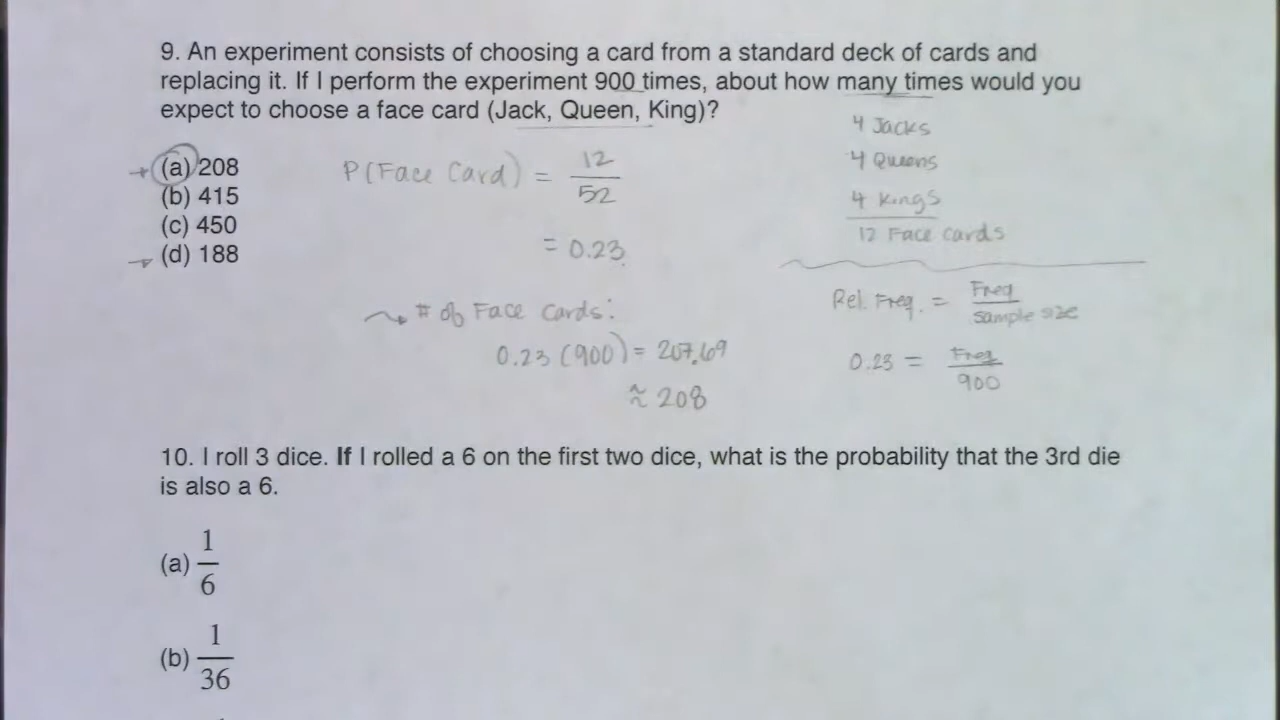 9. An experiment consists of choosing a card from a standard deck of cards and
replacing it. If I perform the experiment 900 times, about how many times would you
expect to choose a face card (Jack, Queen, King)?
(a) 208
(b) 415
(c) 450
(d) 188
P(Face Card) = 12/52
= 0.23
# of Face Cards:
0.23 (900) = 207.69
≈ 208
4 Jacks
4 Queens
4 Kings
12 Face Cards
Rel. Freq. = Freq/sample size
0.23 = Freq/900
10. I roll 3 dice. If I rolled a 6 on the first two dice, what is the probability that the 3rd die
is also a 6.
(a) 1/6
(b) 1/36